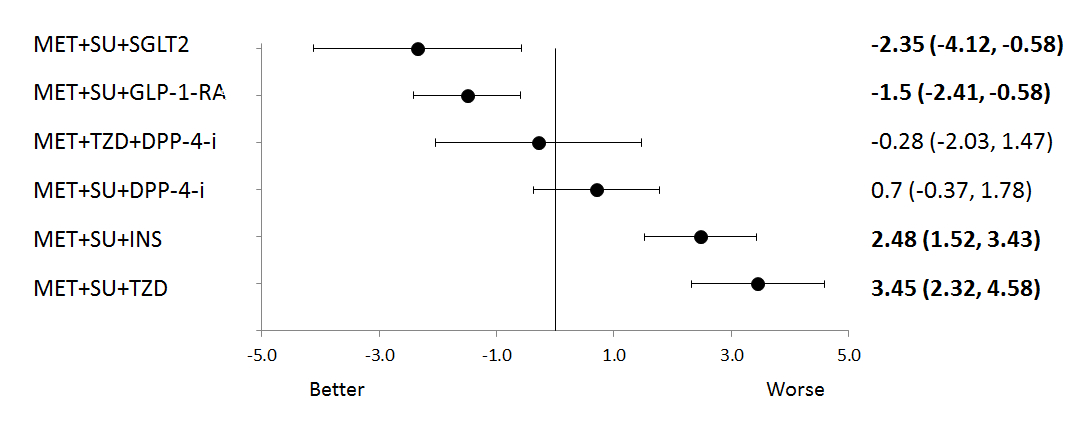 MET+SU+SGLT2 -2.35 (-4.12, -0.58)
MET+SU+GLP-1-RA -1.5 (-2.41, -0.58)
MET+TZD+DPP-4-i -0.28 (-2.03, 1.47)
MET+SU+DPP-4-i 0.7 (-0.37, 1.78)
MET+SU+INS 2.48 (1.52, 3.43)
MET+SU+TZD 3.45 (2.32, 4.58)
-5.0 -3.0 -1.0 1.0 3.0 5.0
Better Worse